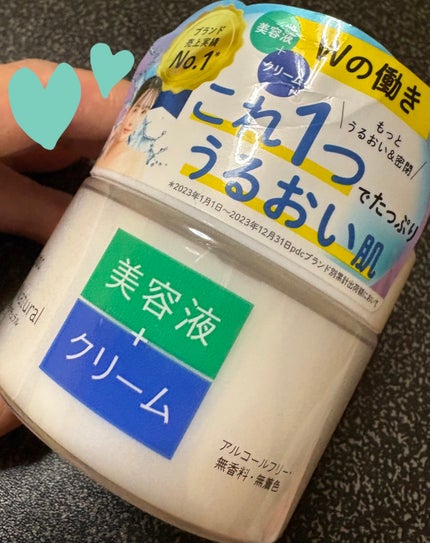 ブランド
売上実績
No.1*
美容液
+
クリーム
Wの働き
もっと
うるおい&密閉
これ1つ
でたっぷり
うるおい肌
*2023年1月1日〜2023年12月31日pdcブランド別累計出荷額において
美容液
+
クリーム
アルコールフリー・
無香料・無着色